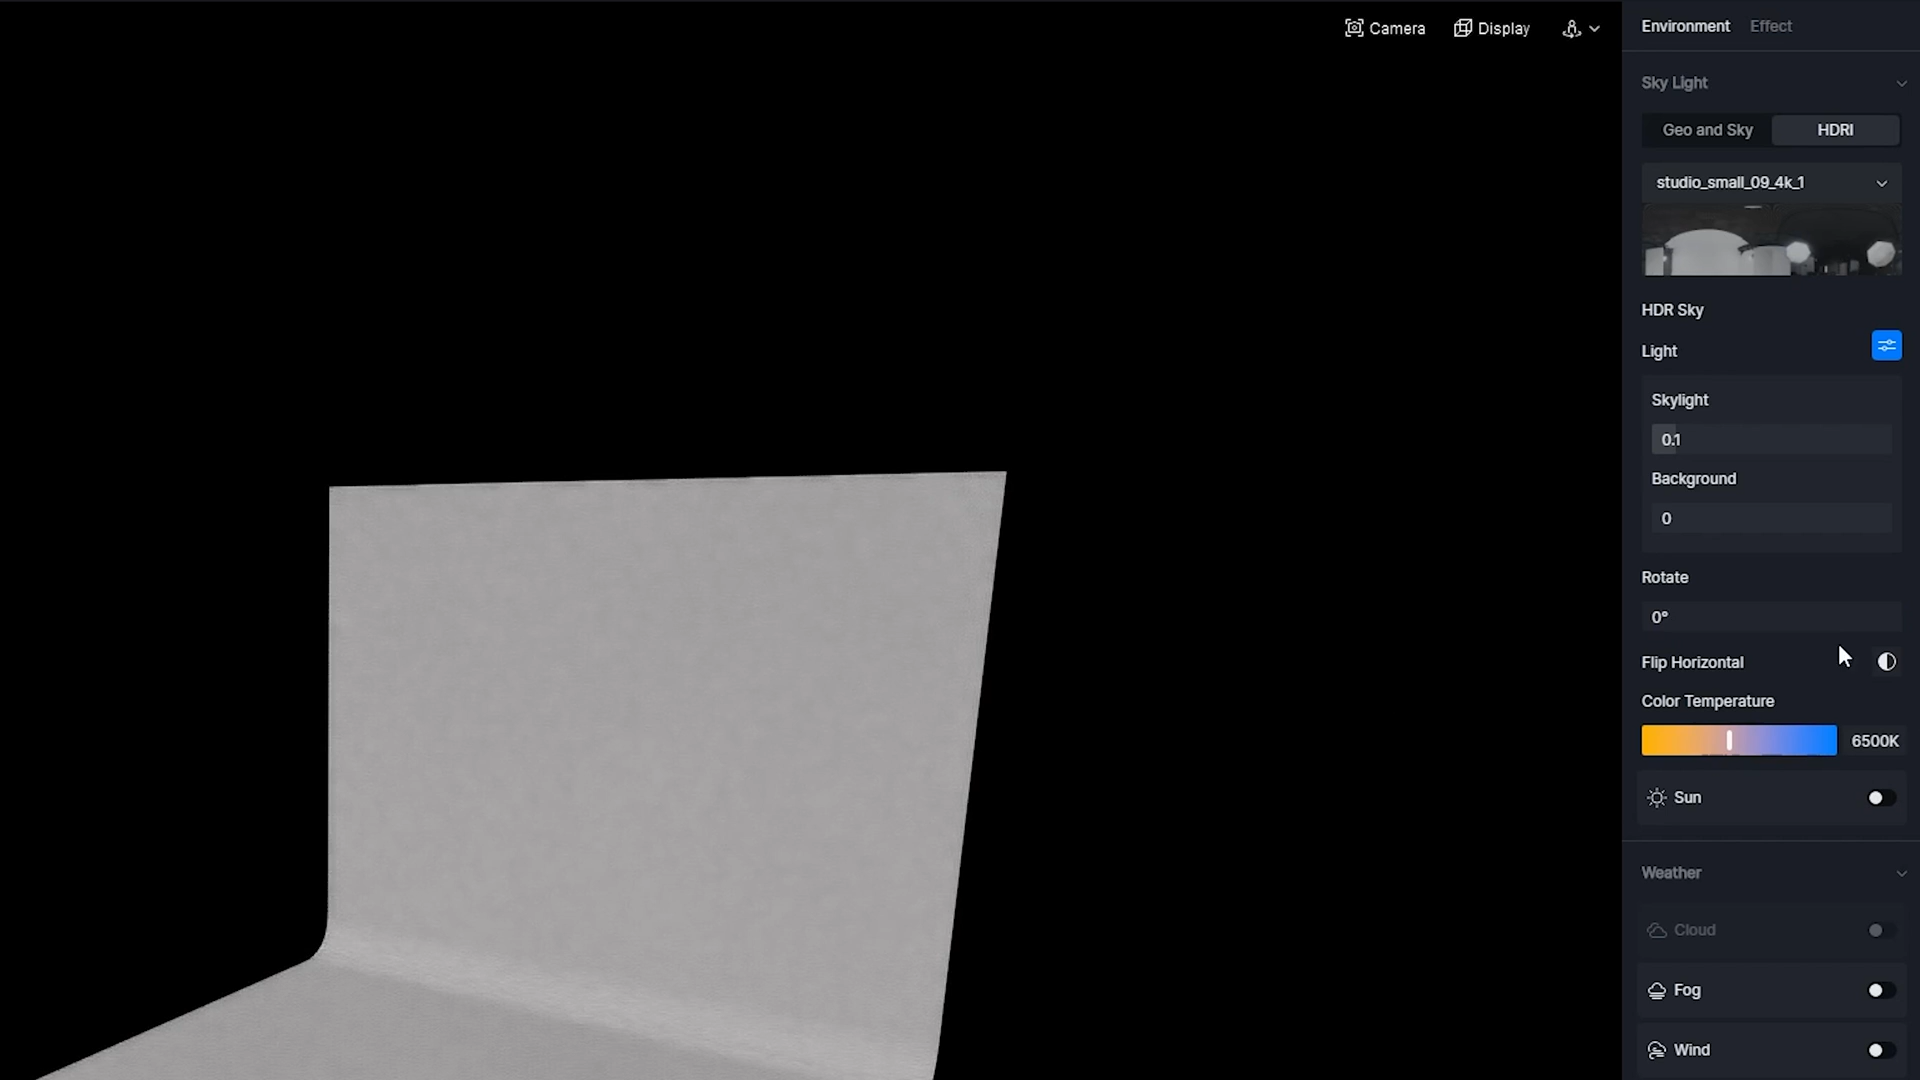 Camera
Display
Environment
Effect
Sky Light
Geo and Sky
HDRI
studio_small_09_4k_1
HDR Sky
Light
Skylight
0.1
Background
0
Rotate
0°
Flip Horizontal
Color Temperature
6500K
Sun
Weather
Cloud
Fog
Wind